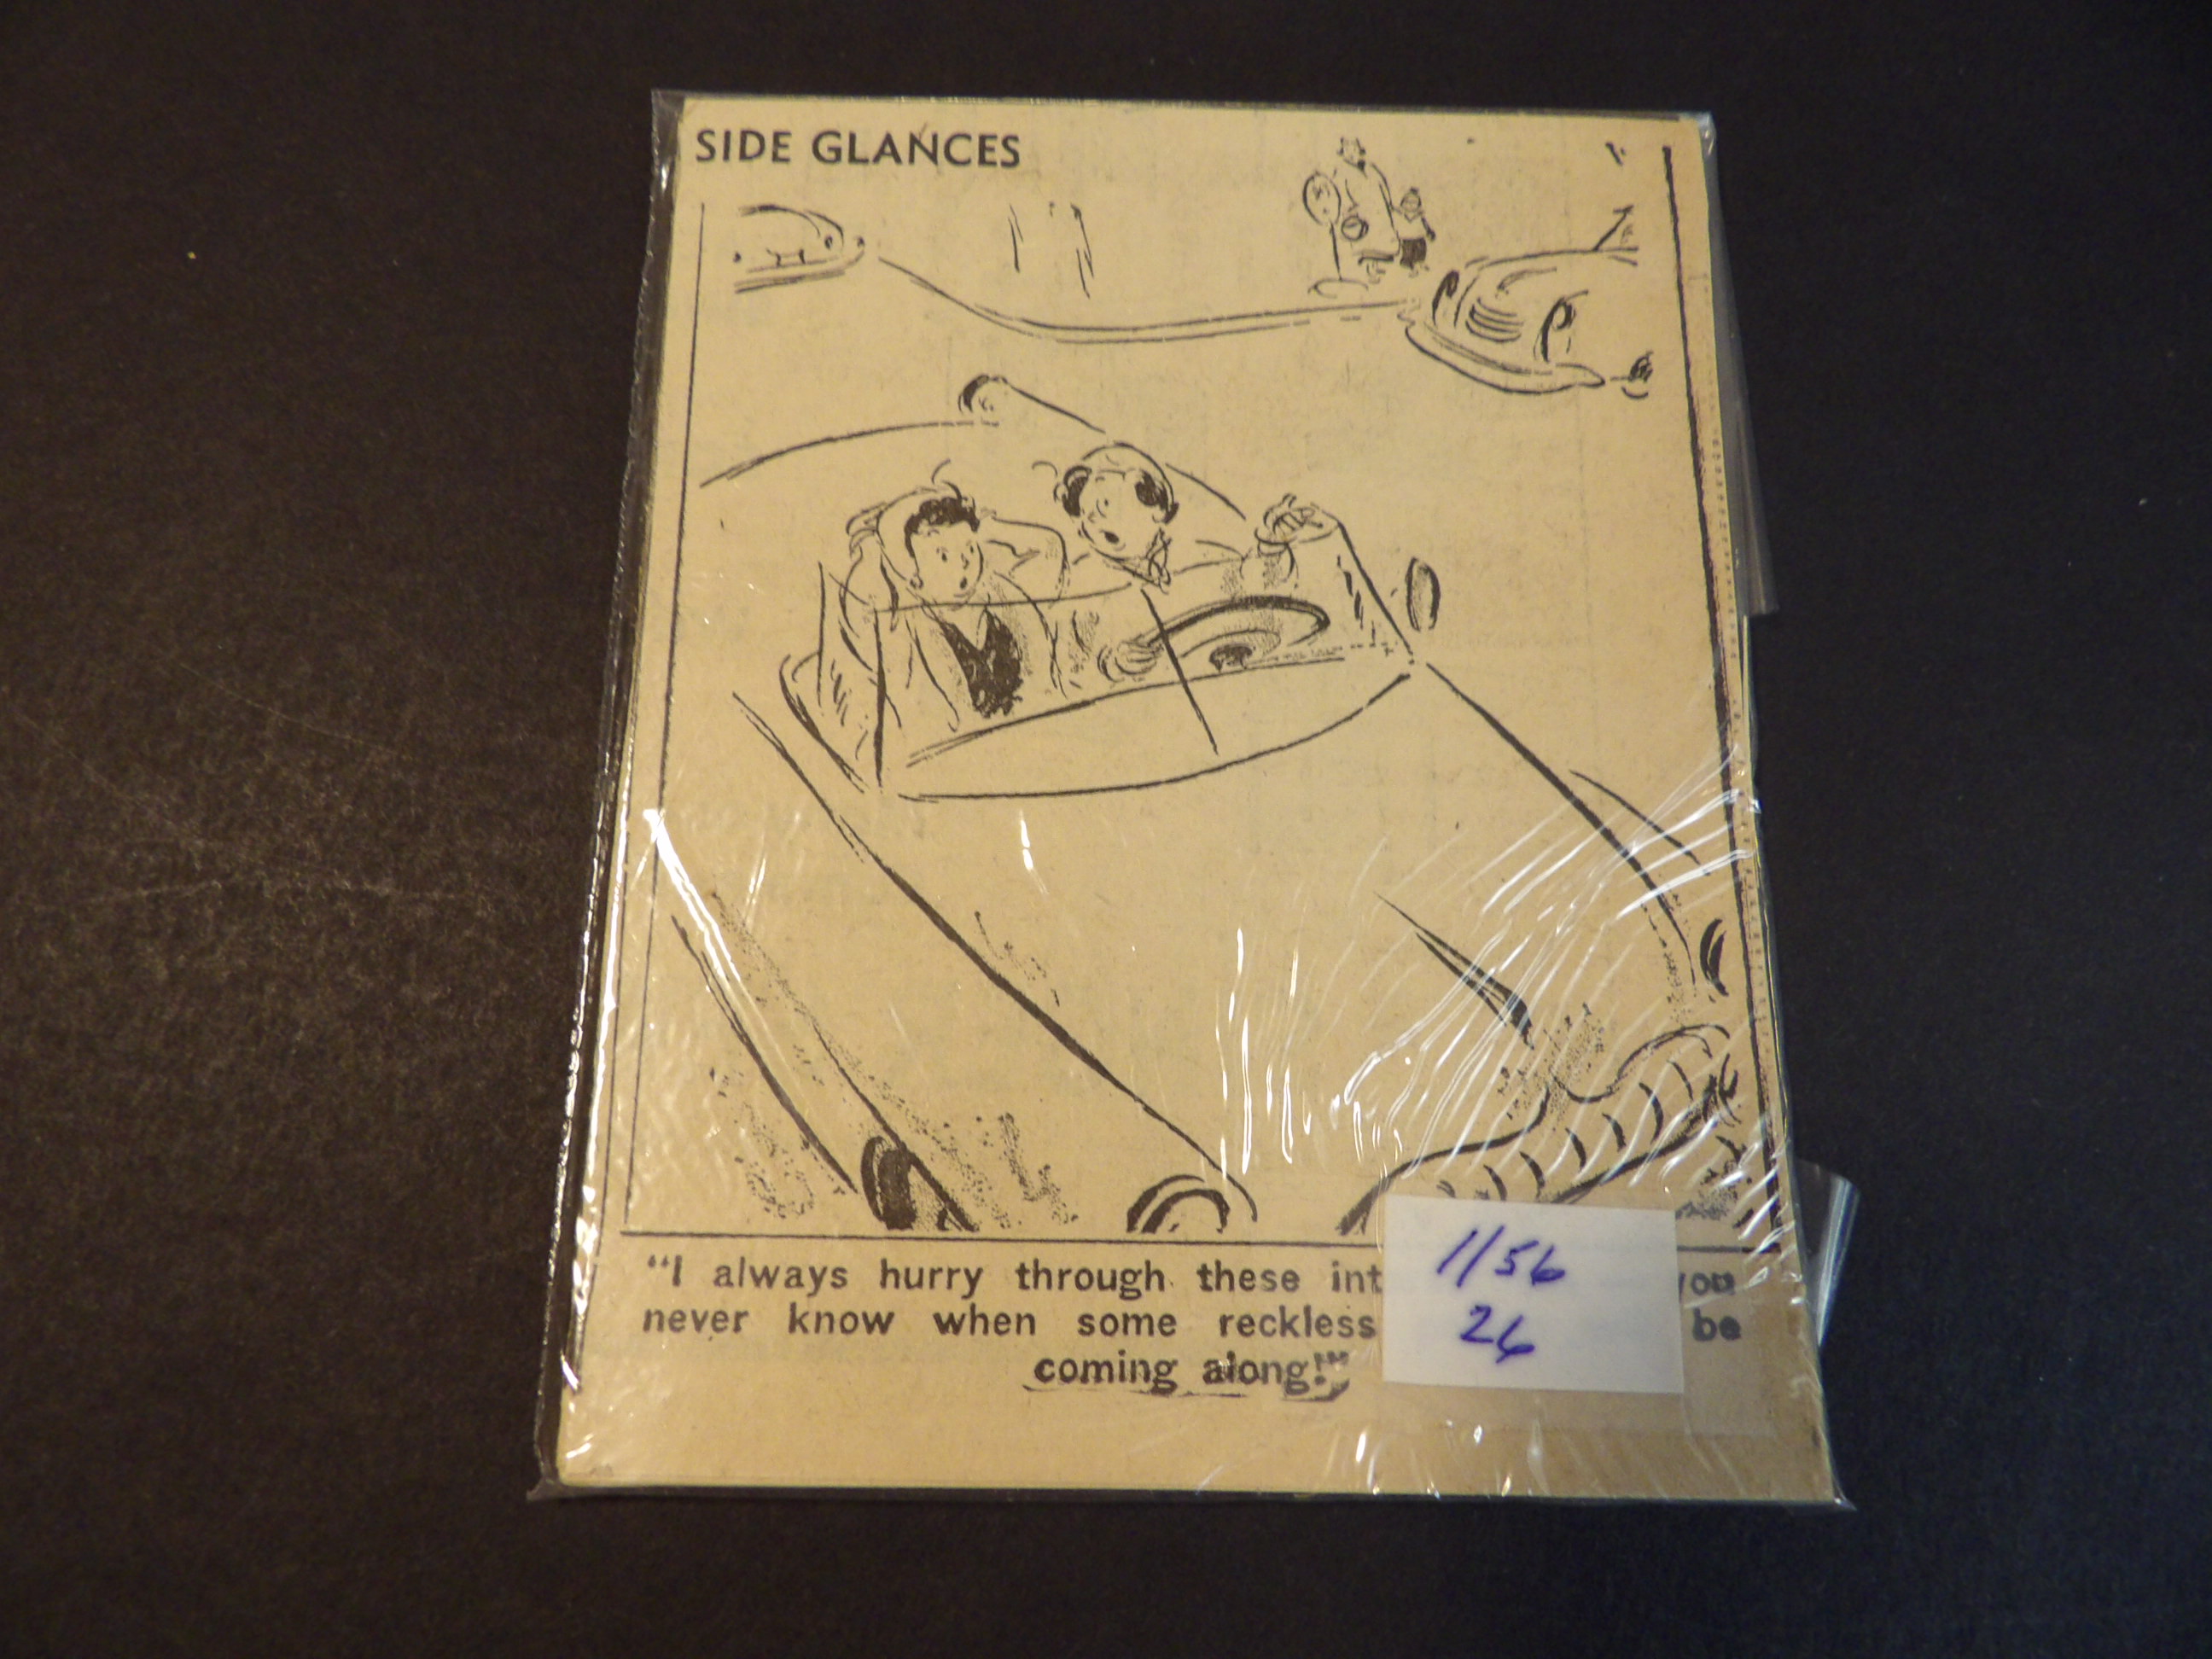 SIDE GLANCES
"I always hurry through these int
you
never know when some reckless
be
coming along!"
1/56
26